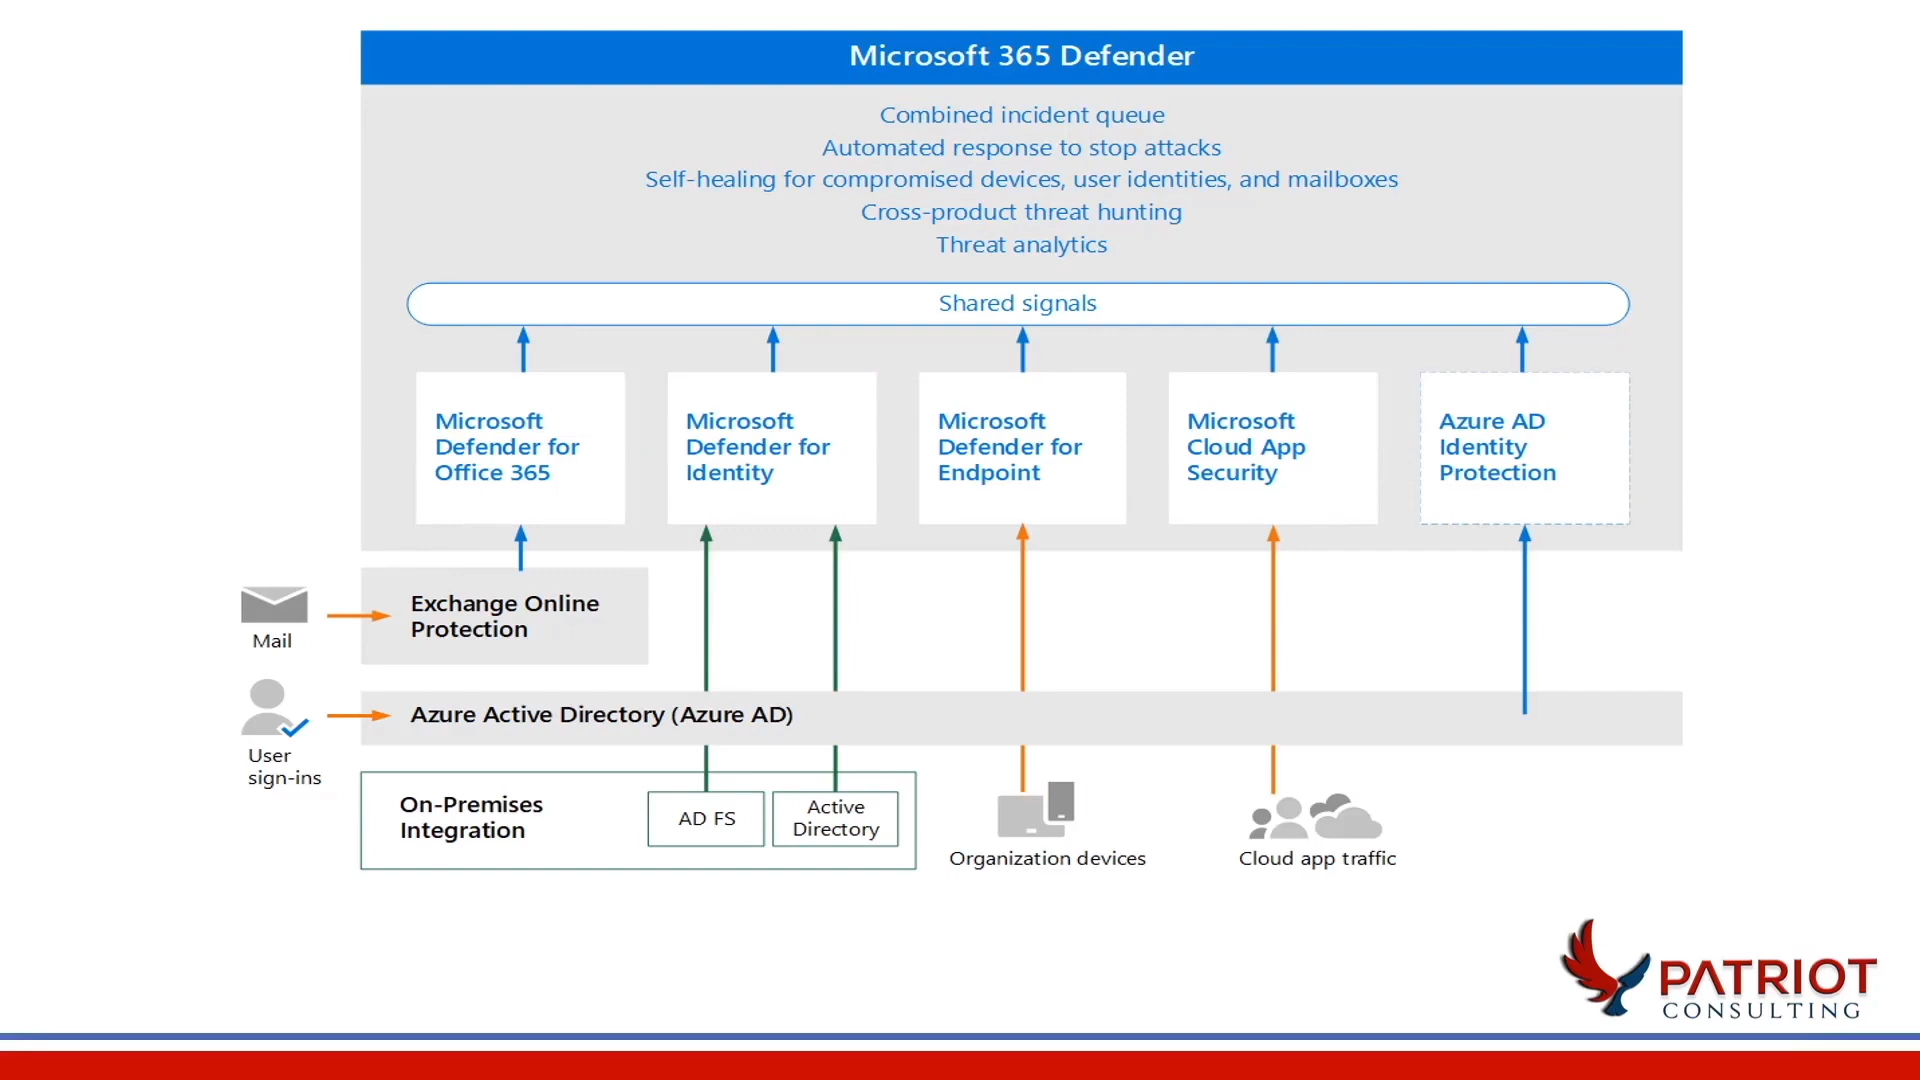 Microsoft 365 Defender
Combined incident queue
Automated response to stop attacks
Self-healing for compromised devices, user identities, and mailboxes
Cross-product threat hunting
Threat analytics
Shared signals
Microsoft
Defender for
Office 365
Microsoft
Defender for
Identity
Microsoft
Defender for
Endpoint
Microsoft
Cloud App
Security
Azure AD
Identity
Protection
Mail
Exchange Online
Protection
User
sign-ins
Azure Active Directory (Azure AD)
On-Premises
Integration
AD FS
Active
Directory
Organization devices
Cloud app traffic
PATRIOT
CONSULTING